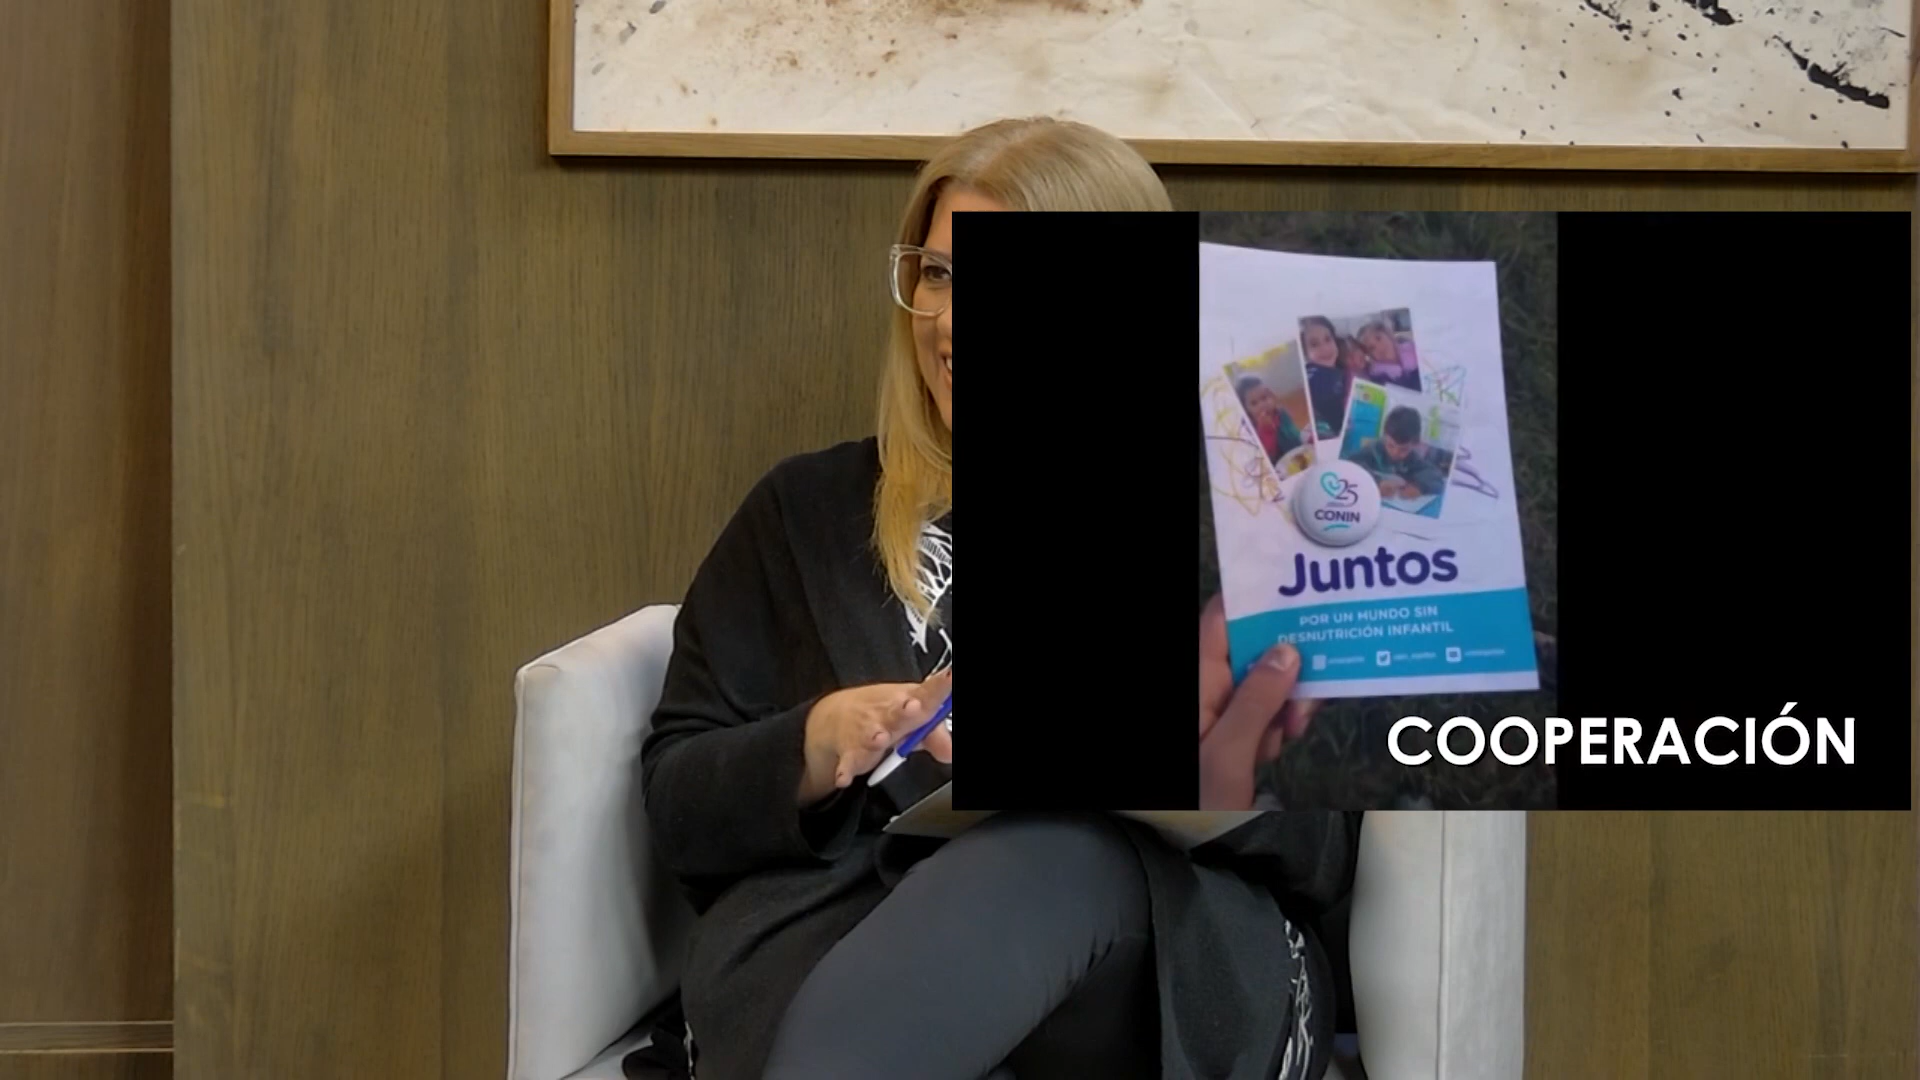 25
CONIN
Juntos
POR UN MUNDO SIN
DESNUTRICIÓN INFANTIL
COOPERACIÓN